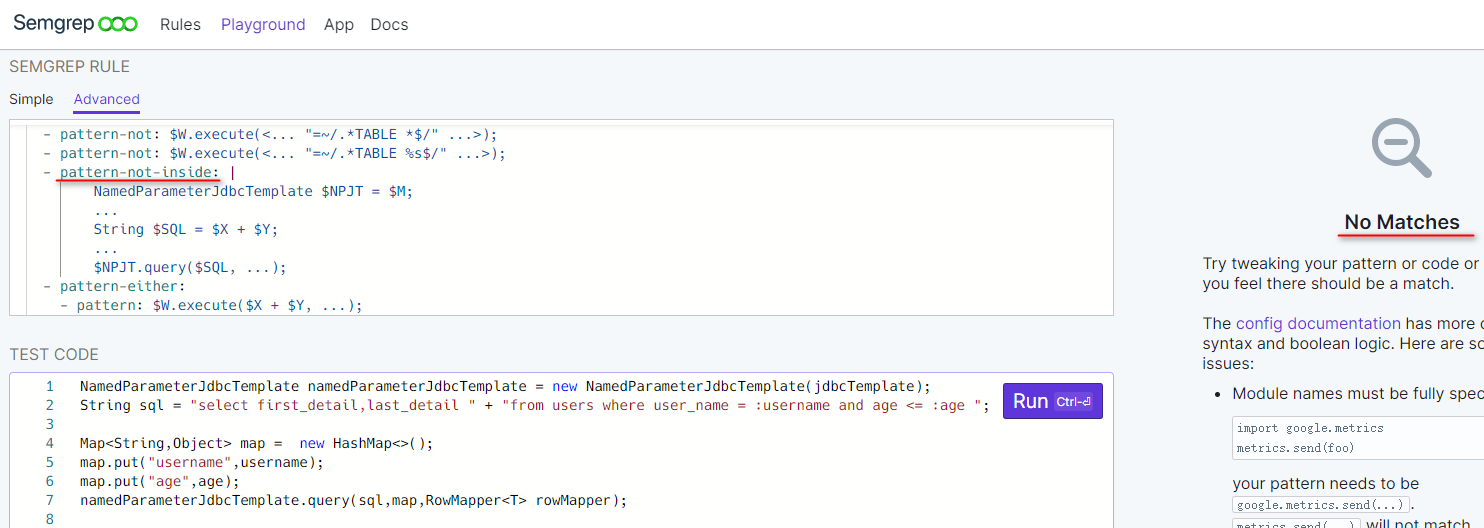 Semgrep Rules Playground App Docs
SEMGREP RULE
Simple Advanced
- pattern-not: $W.execute(<... "=~/.*TABLE *$/" ...>);
- pattern-not: $W.execute(<... "=~/.*TABLE %s$/" ...>);
- pattern-not-inside: |
NamedParameterJdbcTemplate $NPJT = $M;
...
String $SQL = $X + $Y;
...
$NPJT.query($SQL, ...);
- pattern-either:
- pattern: $W.execute($X + $Y, ...);
TEST CODE
1 NamedParameterJdbcTemplate namedParameterJdbcTemplate = new NamedParameterJdbcTemplate(jdbcTemplate);
2 String sql = "select first_detail,last_detail " + "from users where user_name = :username and age <= :age ";
3
4 Map<String,Object> map =  new HashMap<>();
5 map.put("username",username);
6 map.put("age",age);
7 namedParameterJdbcTemplate.query(sql,map,RowMapper<T> rowMapper);
8
Run Ctrl-⏎
No Matches
Try tweaking your pattern or code or
you feel there should be a match.
The config documentation has more
syntax and boolean logic. Here are
issues:
• Module names must be fully
import google.metrics
metrics.send(foo)
your pattern needs to be
google.metrics.send(...).
metrics.send(...) will not match